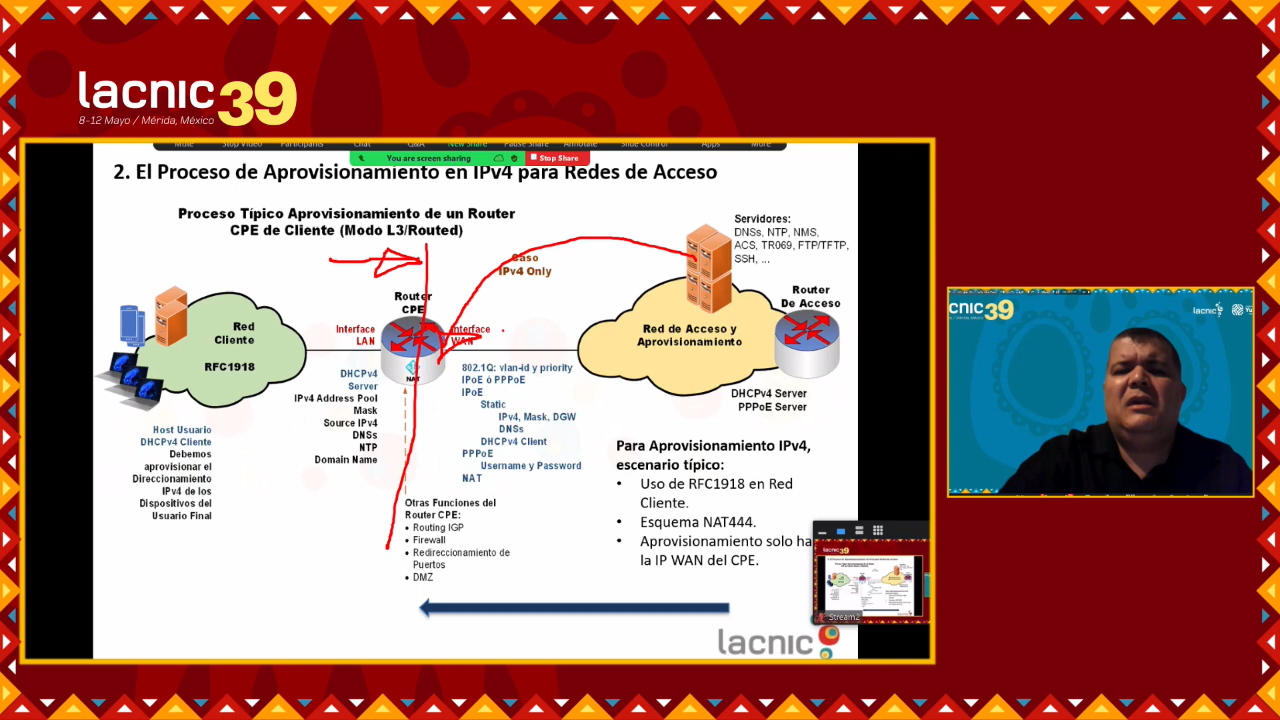 lacnic39
8-12 Mayo / Mérida, México
Mute Stop Video Participants Chat Q&A New Share Pause Share Annotate Slide Control Apps More
You are screen sharing
Stop Share
2. El Proceso de Aprovisionamiento en IPv4 para Redes de Acceso
Proceso Típico Aprovisionamiento de un Router
CPE de Cliente (Modo L3/Routed)
Caso
IPv4 Only
Servidores:
DNSs, NTP, NMS,
ACS, TR069, FTP/TFTP,
SSH, ...
Red
Cliente
RFC1918
Interface
LAN
Router
CPE
NAT
Interface
WAN
Red de Acceso y
Aprovisionamiento
Router
De Acceso
DHCPv4 Server
PPPoE Server
Host Usuario
DHCPv4 Cliente
Debemos
aprovisionar el
Direccionamiento
IPv4 de los
Dispositivos del
Usuario Final
DHCPv4
Server
IPv4 Address Pool
Mask
Source IPv4
DNSs
NTP
Domain Name
802.1Q: vlan-id y priority
IPoE ó PPPoE
IPoE
Static
IPv4, Mask, DGW
DNSs
DHCPv4 Client
PPPoE
Username y Password
NAT
Otras Funciones del
Router CPE:
• Routing IGP
• Firewall
• Redireccionamiento de
Puertos
• DMZ
Para Aprovisionamiento IPv4,
escenario típico:
• Uso de RFC1918 en Red
Cliente.
• Esquema NAT444.
• Aprovisionamiento solo ha
la IP WAN del CPE.
lacnic
lacnic39
Stream2
cnic39
lacnic